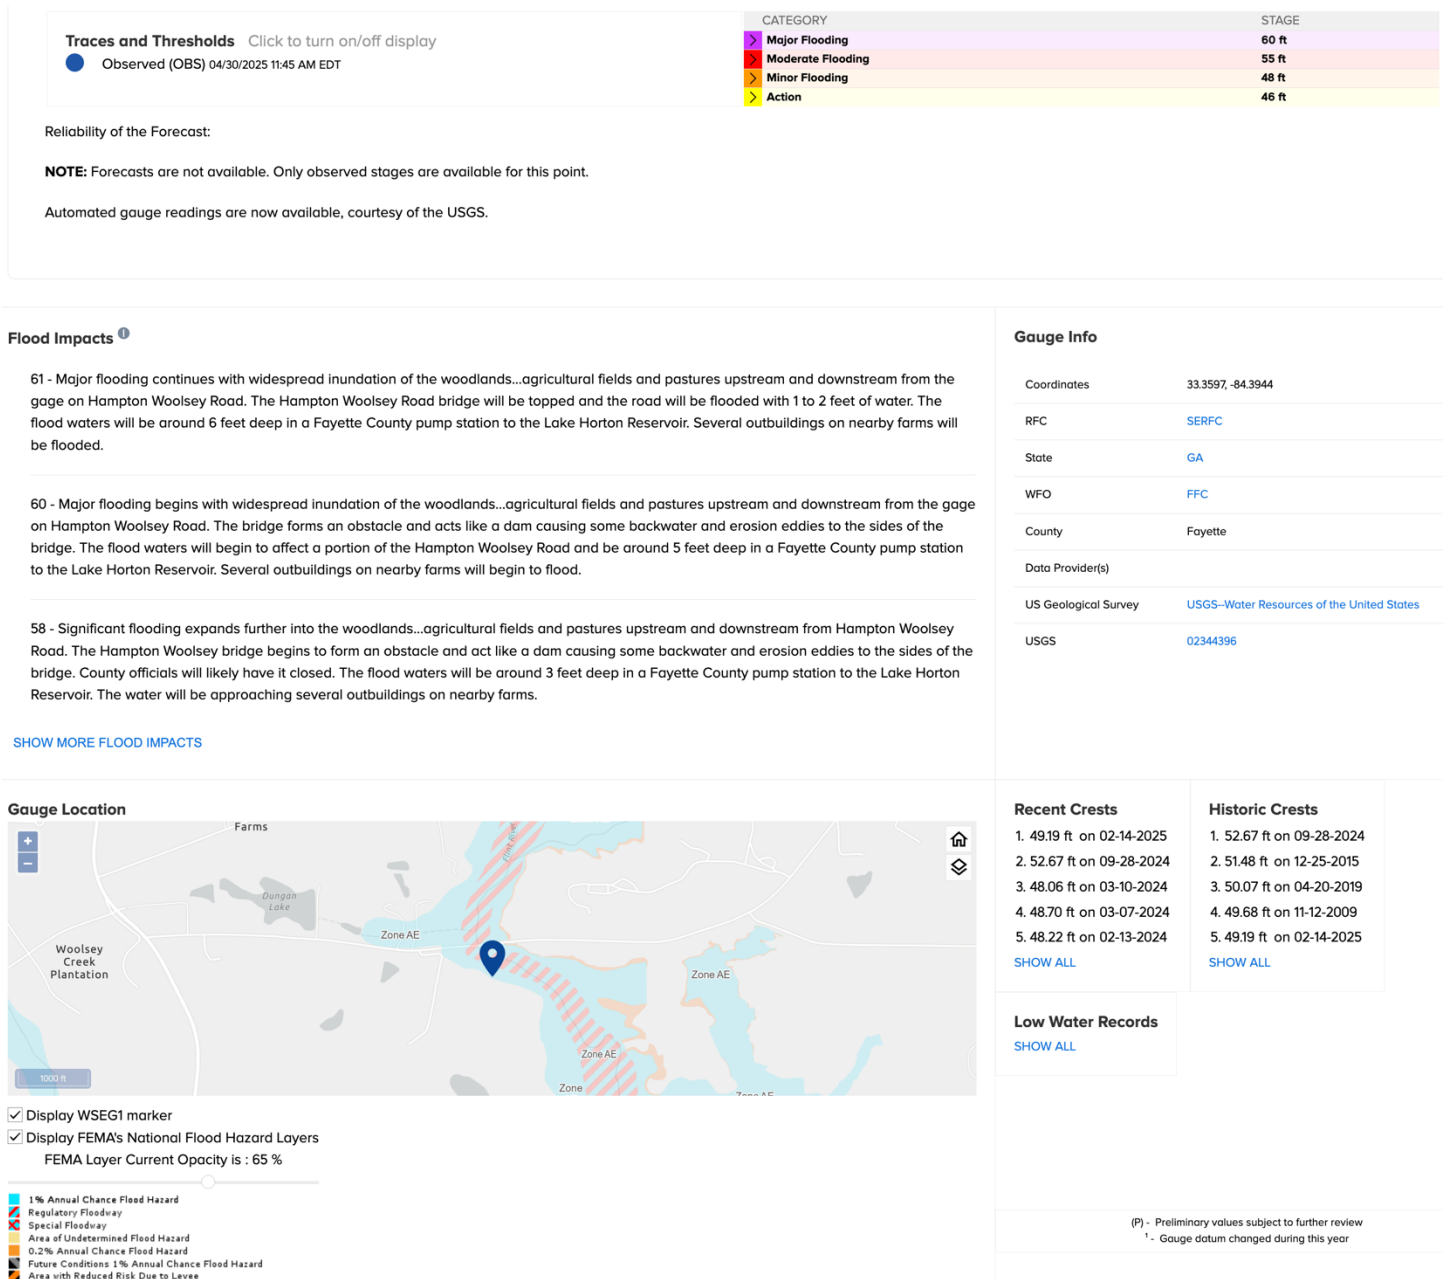 Traces and Thresholds Click to turn on/off display
Observed (OBS) 04/30/2025 11:45 AM EDT
CATEGORY STAGE
Major Flooding 60 ft
Moderate Flooding 55 ft
Minor Flooding 48 ft
Action 46 ft
Reliability of the Forecast:
NOTE: Forecasts are not available. Only observed stages are available for this point.
Automated gauge readings are now available, courtesy of the USGS.
Flood Impacts
61 - Major flooding continues with widespread inundation of the woodlands...agricultural fields and pastures upstream and downstream from the
gage on Hampton Woolsey Road. The Hampton Woolsey Road bridge will be topped and the road will be flooded with 1 to 2 feet of water. The
flood waters will be around 6 feet deep in a Fayette County pump station to the Lake Horton Reservoir. Several outbuildings on nearby farms will
be flooded.
60 - Major flooding begins with widespread inundation of the woodlands...agricultural fields and pastures upstream and downstream from the gage
on Hampton Woolsey Road. The bridge forms an obstacle and acts like a dam causing some backwater and erosion eddies to the sides of the
bridge. The flood waters will begin to affect a portion of the Hampton Woolsey Road and be around 5 feet deep in a Fayette County pump station
to the Lake Horton Reservoir. Several outbuildings on nearby farms will begin to flood.
58 - Significant flooding expands further into the woodlands...agricultural fields and pastures upstream and downstream from Hampton Woolsey
Road. The Hampton Woolsey bridge begins to form an obstacle and act like a dam causing some backwater and erosion eddies to the sides of the
bridge. County officials will likely have it closed. The flood waters will be around 3 feet deep in a Fayette County pump station to the Lake Horton
Reservoir. The water will be approaching several outbuildings on nearby farms.
SHOW MORE FLOOD IMPACTS
Gauge Info
Coordinates 33.3597, -84.3944
RFC SERFC
State GA
WFO FFC
County Fayette
Data Provider(s)
US Geological Survey USGS--Water Resources of the United States
USGS 02344396
Gauge Location
Farms
Flint River
Dungan
Lake
Zone AE
Woolsey
Creek
Plantation
Zone AE
Zone AE
Zone
Zone AE
1000 ft
+
−
Display WSEG1 marker
Display FEMA's National Flood Hazard Layers
FEMA Layer Current Opacity is : 65 %
1% Annual Chance Flood Hazard
Regulatory Floodway
Special Floodway
Area of Undetermined Flood Hazard
0.2% Annual Chance Flood Hazard
Future Conditions 1% Annual Chance Flood Hazard
Area with Reduced Risk Due to Levee
Recent Crests
1. 49.19 ft on 02-14-2025
2. 52.67 ft on 09-28-2024
3. 48.06 ft on 03-10-2024
4. 48.70 ft on 03-07-2024
5. 48.22 ft on 02-13-2024
SHOW ALL
Historic Crests
1. 52.67 ft on 09-28-2024
2. 51.48 ft on 12-25-2015
3. 50.07 ft on 04-20-2019
4. 49.68 ft on 11-12-2009
5. 49.19 ft on 02-14-2025
SHOW ALL
Low Water Records
SHOW ALL
(P) - Preliminary values subject to further review
1 - Gauge datum changed during this year